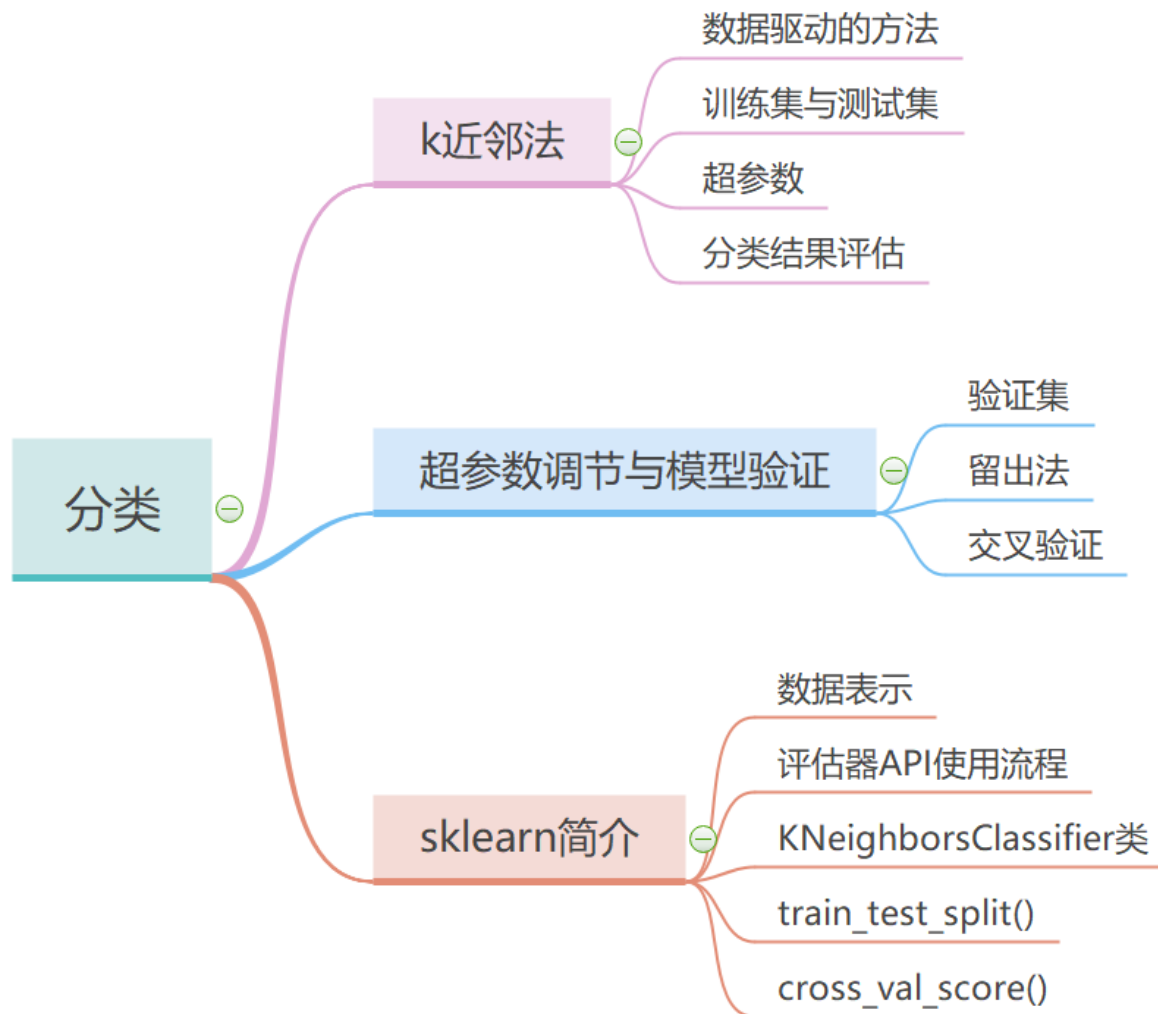 分类
k近邻法
数据驱动的方法
训练集与测试集
超参数
分类结果评估
超参数调节与模型验证
验证集
留出法
交叉验证
sklearn简介
数据表示
评估器API使用流程
KNeighborsClassifier类
train_test_split()
cross_val_score()